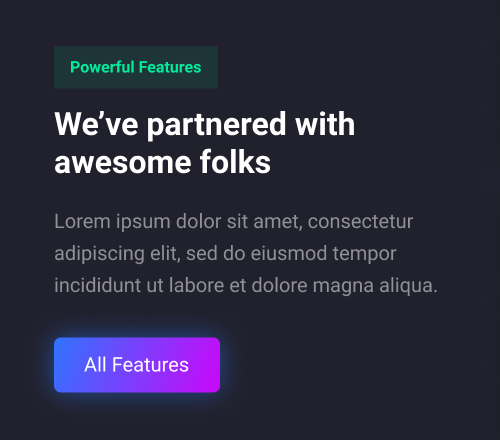 Powerful Features
We’ve partnered with
awesome folks
Lorem ipsum dolor sit amet, consectetur
adipiscing elit, sed do eiusmod tempor
incididunt ut labore et dolore magna aliqua.
All Features